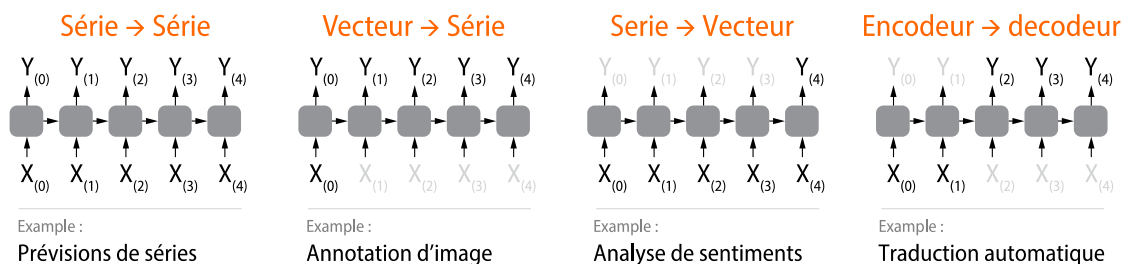 Série → Série
Y(0) Y(1) Y(2) Y(3) Y(4)
X(0) X(1) X(2) X(3) X(4)
Example :
Prévisions de séries
Vecteur → Série
Y(0) Y(1) Y(2) Y(3) Y(4)
X(0) X(1) X(2) X(3) X(4)
Example :
Annotation d'image
Serie → Vecteur
Y(0) Y(1) Y(2) Y(3) Y(4)
X(0) X(1) X(2) X(3) X(4)
Example :
Analyse de sentiments
Encodeur → decodeur
Y(0) Y(1) Y(2) Y(3) Y(4)
X(0) X(1) X(2) X(3) X(4)
Example :
Traduction automatique